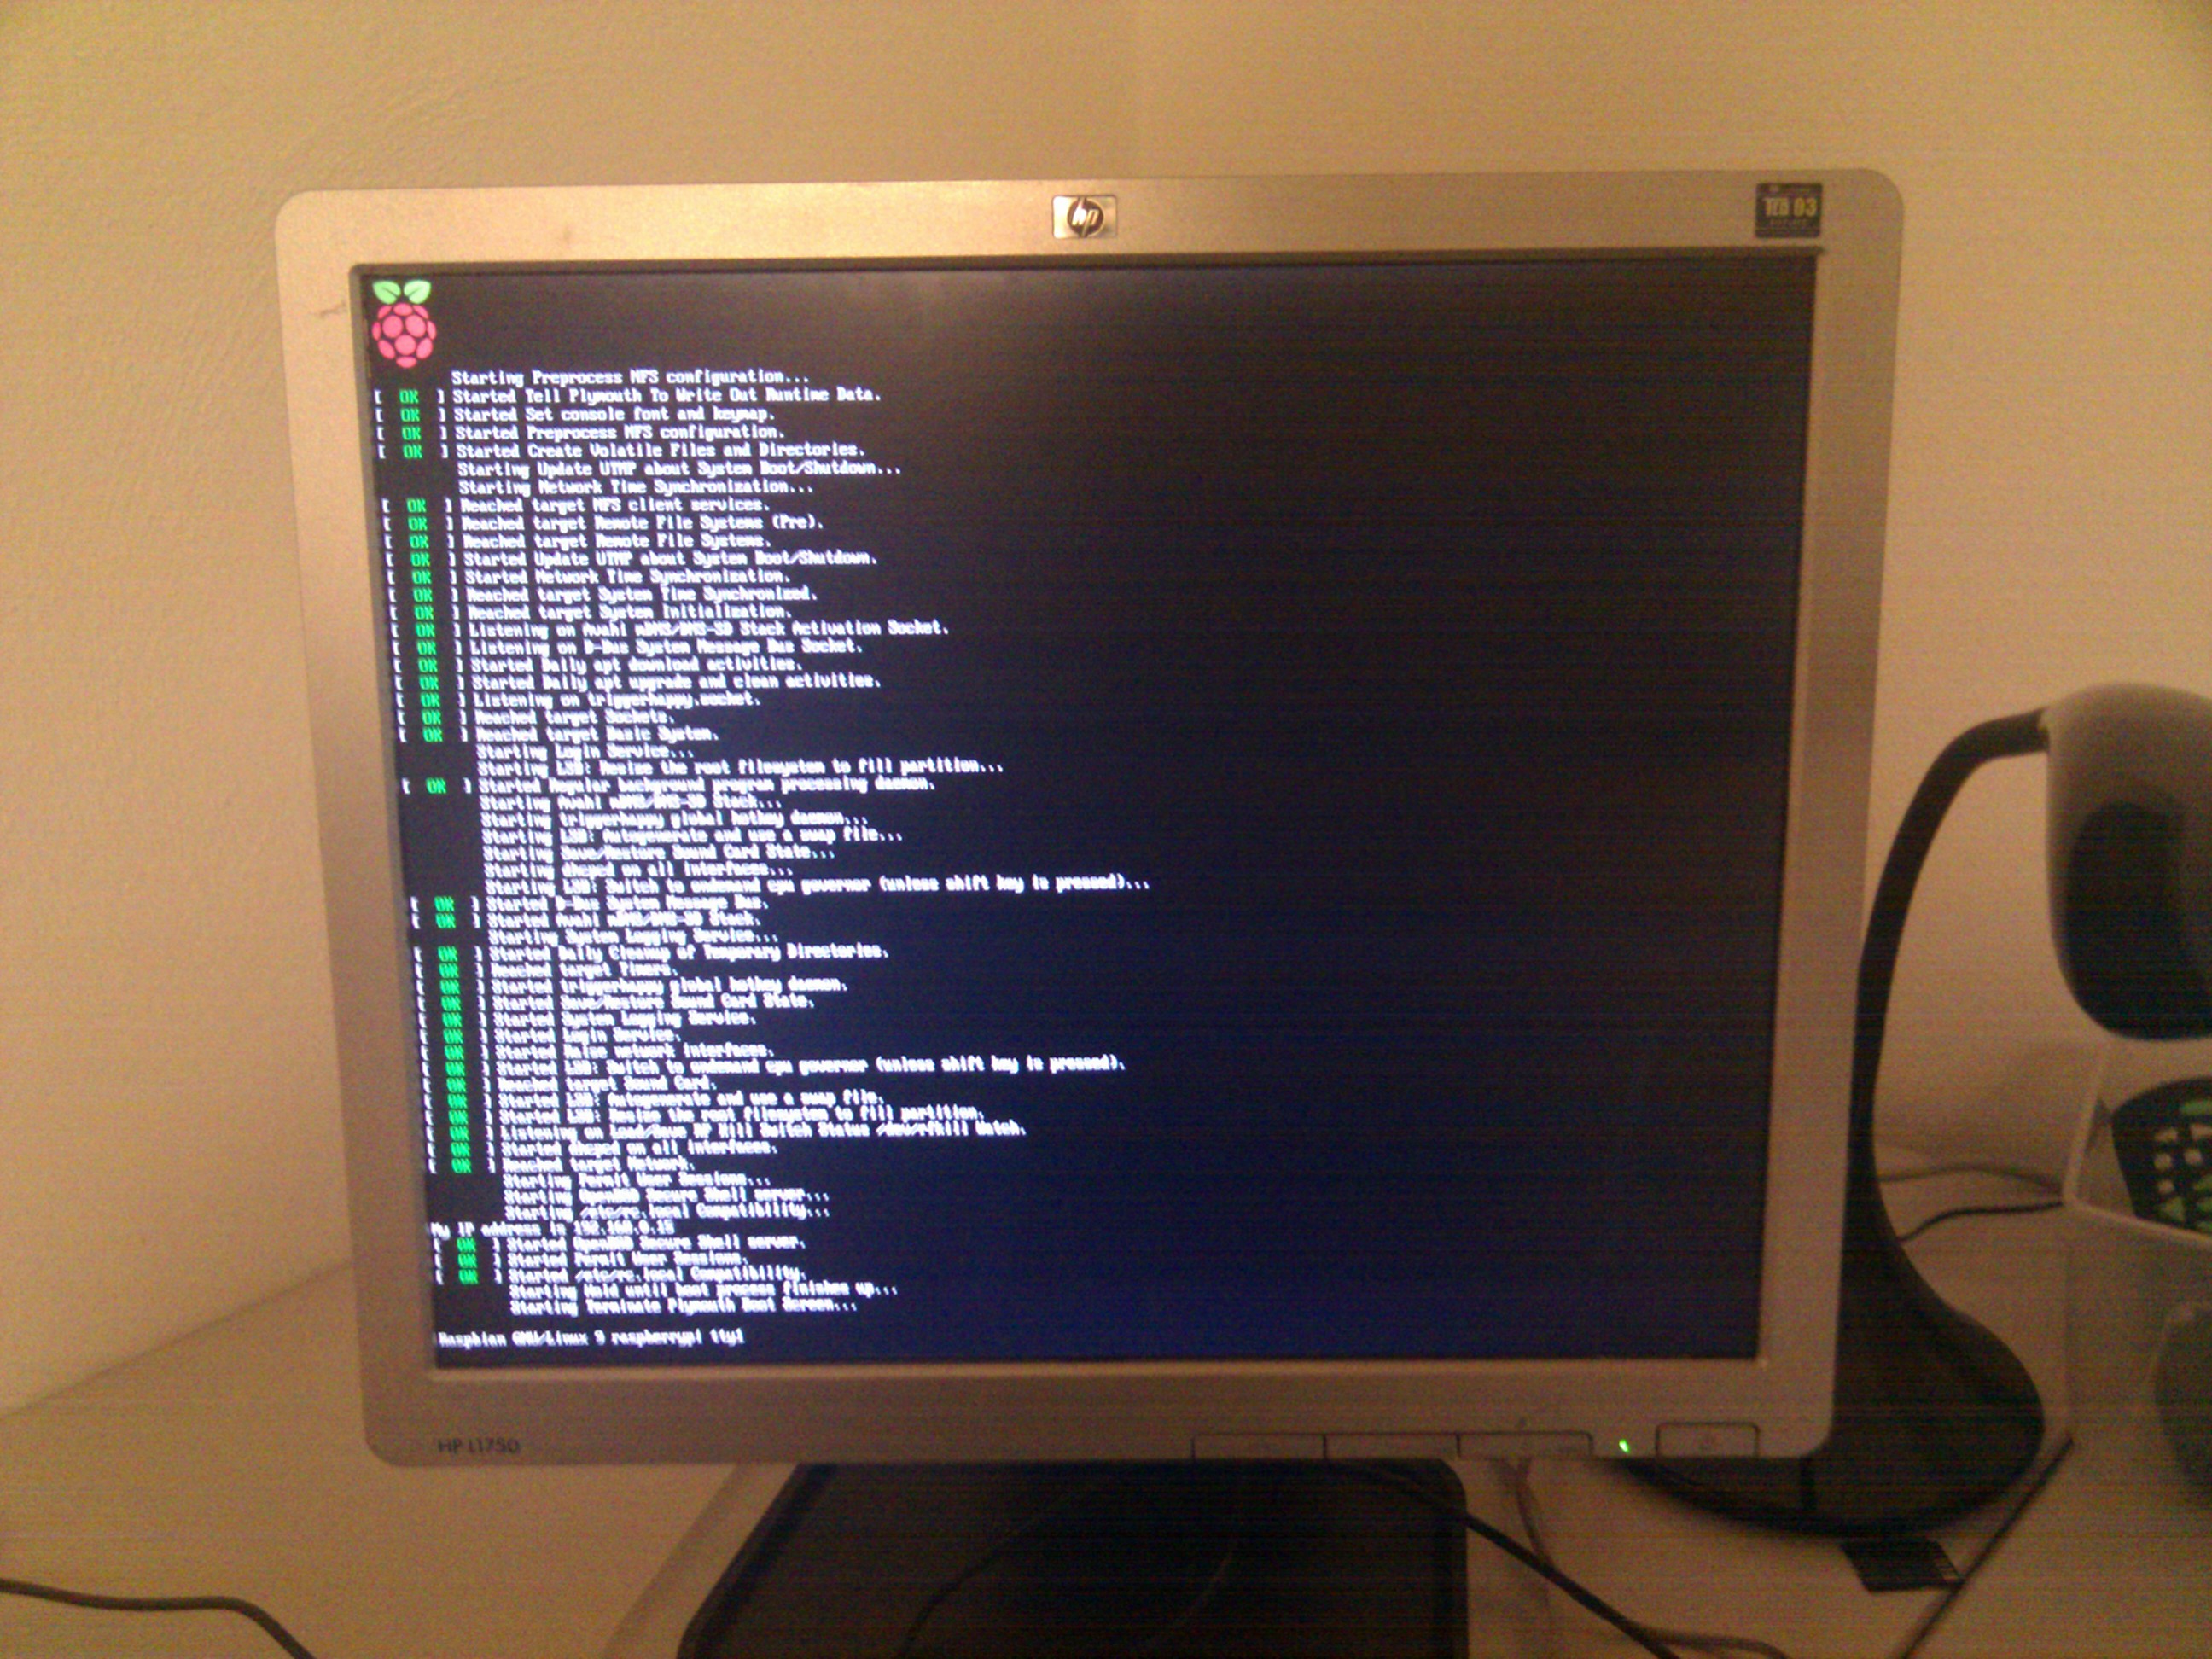 hp
TCO 03
Starting Preprocess NFS configuration...
[ OK ] Started Tell Plymouth To Write Out Runtime Data.
[ OK ] Started Set console font and keymap.
[ OK ] Started Preprocess NFS configuration.
[ OK ] Started Create Volatile Files and Directories.
Starting Update UTMP about System Boot/Shutdown...
Starting Network Time Synchronization...
[ OK ] Reached target NFS client services.
[ OK ] Reached target Remote File Systems (Pre).
[ OK ] Reached target Remote File Systems.
[ OK ] Started Update UTMP about System Boot/Shutdown.
[ OK ] Started Network Time Synchronization.
[ OK ] Reached target System Time Synchronized.
[ OK ] Reached target System Initialization.
[ OK ] Listening on Avahi mDNS/DNS-SD Stack Activation Socket.
[ OK ] Listening on D-Bus System Message Bus Socket.
[ OK ] Started Daily apt download activities.
[ OK ] Started Daily apt upgrade and clean activities.
[ OK ] Listening on triggerhappy.socket.
[ OK ] Reached target Sockets.
[ OK ] Reached target Basic System.
Starting Login Service...
Starting LSB: Resize the root filesystem to fill partition...
[ OK ] Started Regular background program processing daemon.
Starting Avahi mDNS/DNS-SD Stack...
Starting triggerhappy global hotkey daemon...
Starting LSB: Autogenerate and use a swap file...
Starting Save/Restore Sound Card State...
Starting dhcpcd on all interfaces...
Starting LSB: Switch to ondemand cpu governor (unless shift key is pressed)...
[ OK ] Started D-Bus System Message Bus.
[ OK ] Started Avahi mDNS/DNS-SD Stack.
Starting System Logging Service...
[ OK ] Started Daily Cleanup of Temporary Directories.
[ OK ] Reached target Timers.
[ OK ] Started triggerhappy global hotkey daemon.
[ OK ] Started Save/Restore Sound Card State.
[ OK ] Started System Logging Service.
[ OK ] Started Login Service.
[ OK ] Started Raise network interfaces.
[ OK ] Started LSB: Switch to ondemand cpu governor (unless shift key is pressed).
[ OK ] Reached target Sound Card.
[ OK ] Started LSB: Autogenerate and use a swap file.
[ OK ] Started LSB: Resize the root filesystem to fill partition.
[ OK ] Listening on Load/Save RF Kill Switch Status /dev/rfkill Watch.
[ OK ] Started dhcpcd on all interfaces.
[ OK ] Reached target Network.
Starting Permit User Sessions...
Starting OpenBSD Secure Shell server...
Starting /etc/rc.local Compatibility...
My IP address is 192.168.0.15
[ OK ] Started OpenBSD Secure Shell server.
[ OK ] Started Permit User Sessions.
[ OK ] Started /etc/rc.local Compatibility.
Starting Hold until boot process finishes up...
Starting Terminate Plymouth Boot Screen...
Raspbian GNU/Linux 9 raspberrypi tty1
HP L1750